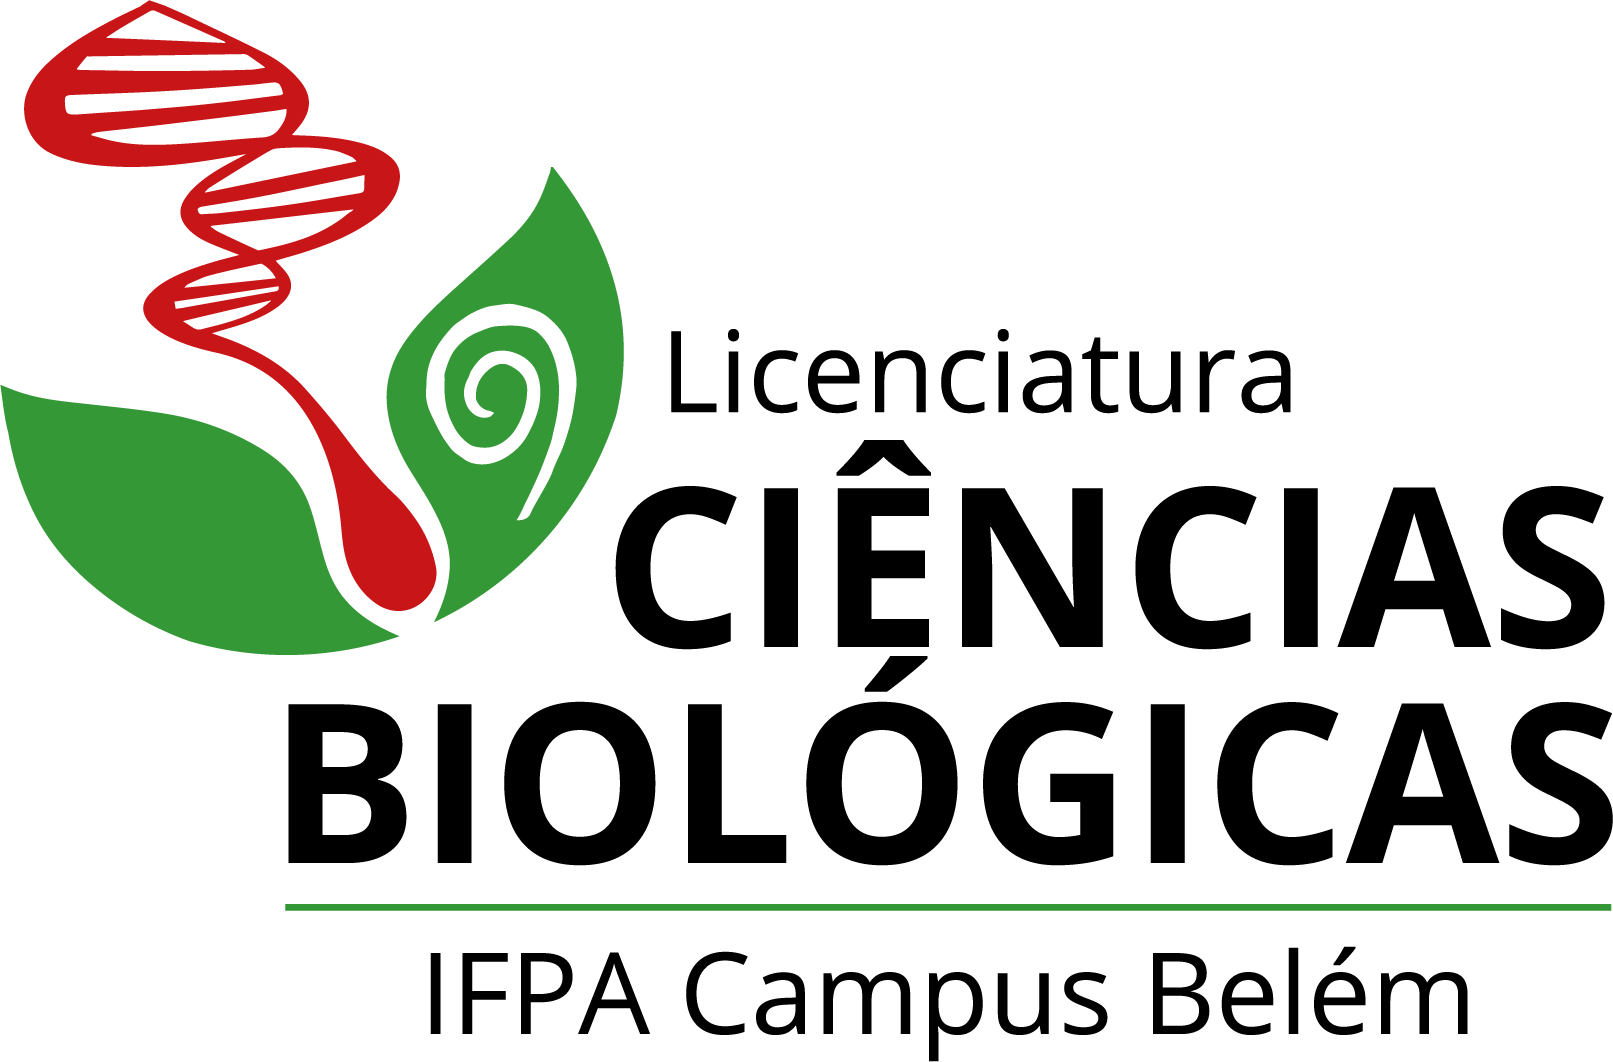 Licenciatura
CIÊNCIAS
BIOLÓGICAS
IFPA Campus Belém